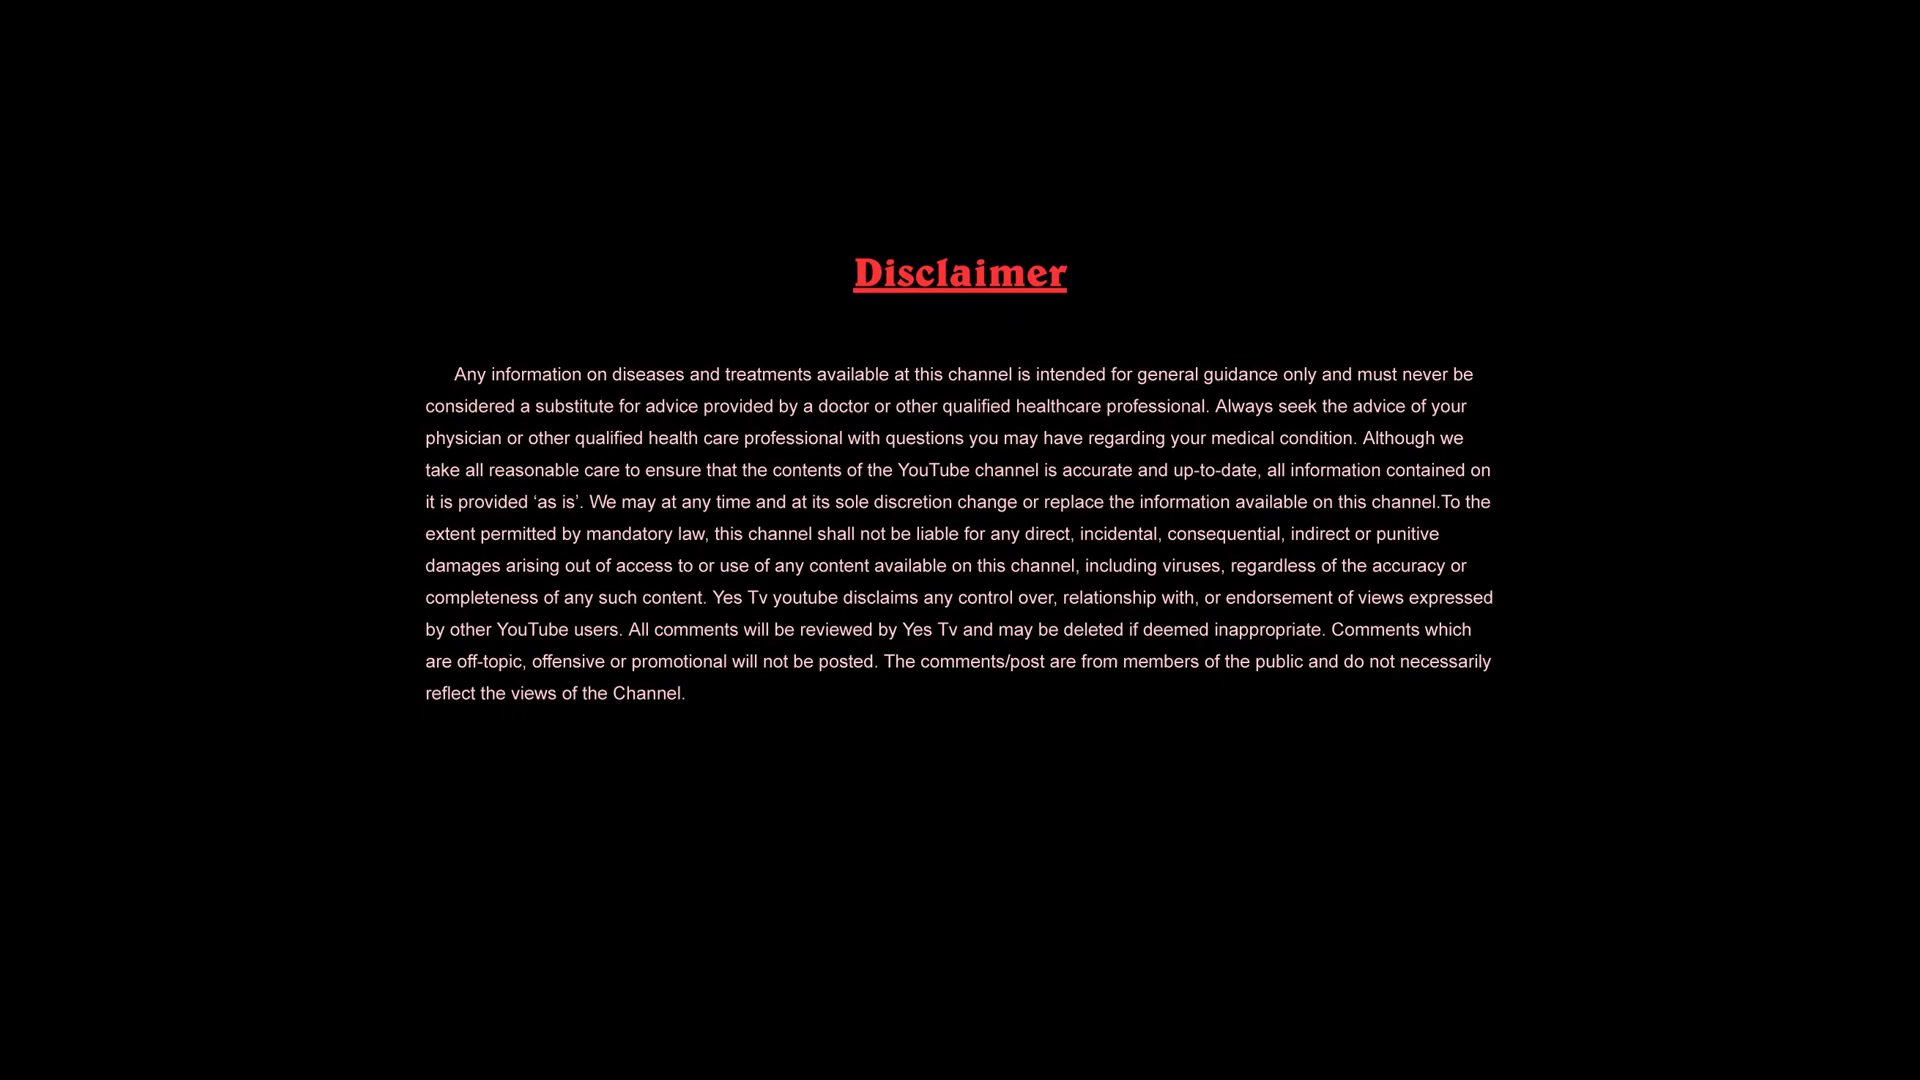 Disclaimer
Any information on diseases and treatments available at this channel is intended for general guidance only and must never be
considered a substitute for advice provided by a doctor or other qualified healthcare professional. Always seek the advice of your
physician or other qualified health care professional with questions you may have regarding your medical condition. Although we
take all reasonable care to ensure that the contents of the YouTube channel is accurate and up-to-date, all information contained on
it is provided ‘as is’. We may at any time and at its sole discretion change or replace the information available on this channel.To the
extent permitted by mandatory law, this channel shall not be liable for any direct, incidental, consequential, indirect or punitive
damages arising out of access to or use of any content available on this channel, including viruses, regardless of the accuracy or
completeness of any such content. Yes Tv youtube disclaims any control over, relationship with, or endorsement of views expressed
by other YouTube users. All comments will be reviewed by Yes Tv and may be deleted if deemed inappropriate. Comments which
are off-topic, offensive or promotional will not be posted. The comments/post are from members of the public and do not necessarily
reflect the views of the Channel.